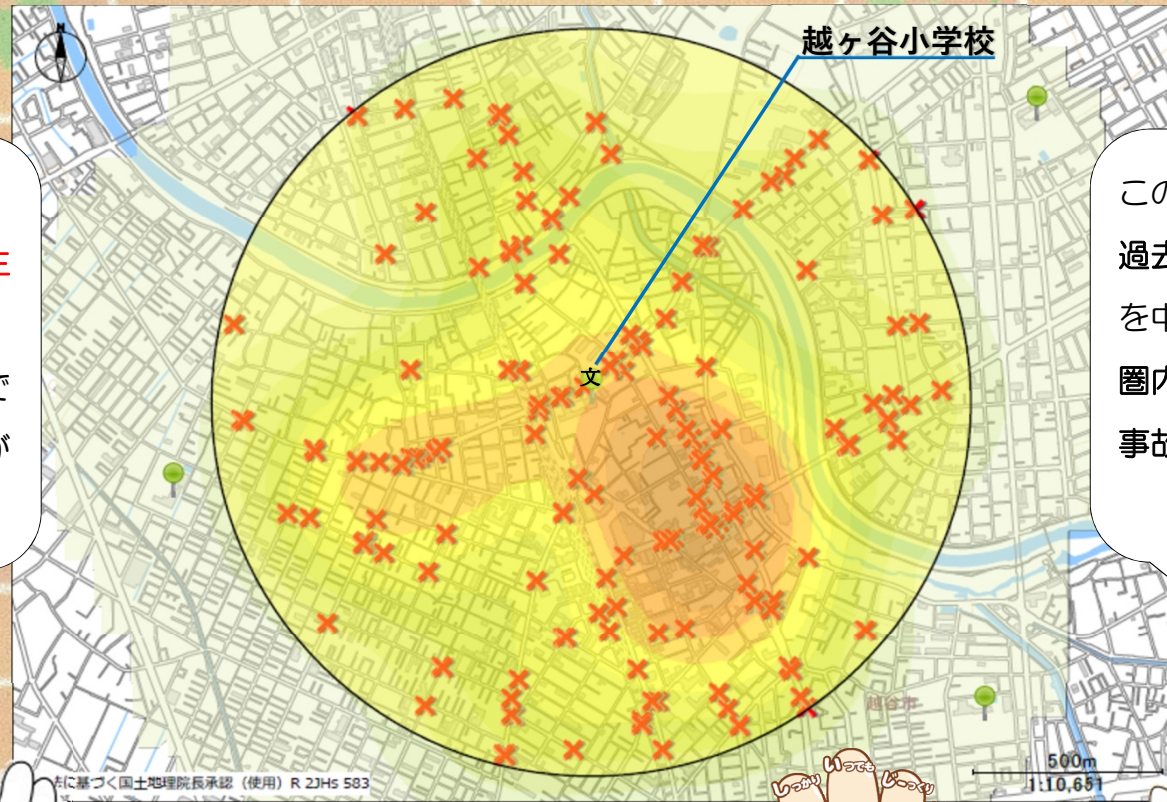 N
越ヶ谷小学校
この
過去
を中
圏内
事故
で
が
文
越谷市
500m
1:10,651
に基づく国土地理院長承認（使用）R 2JHs 583
しっかり
いつでも
じーっくり